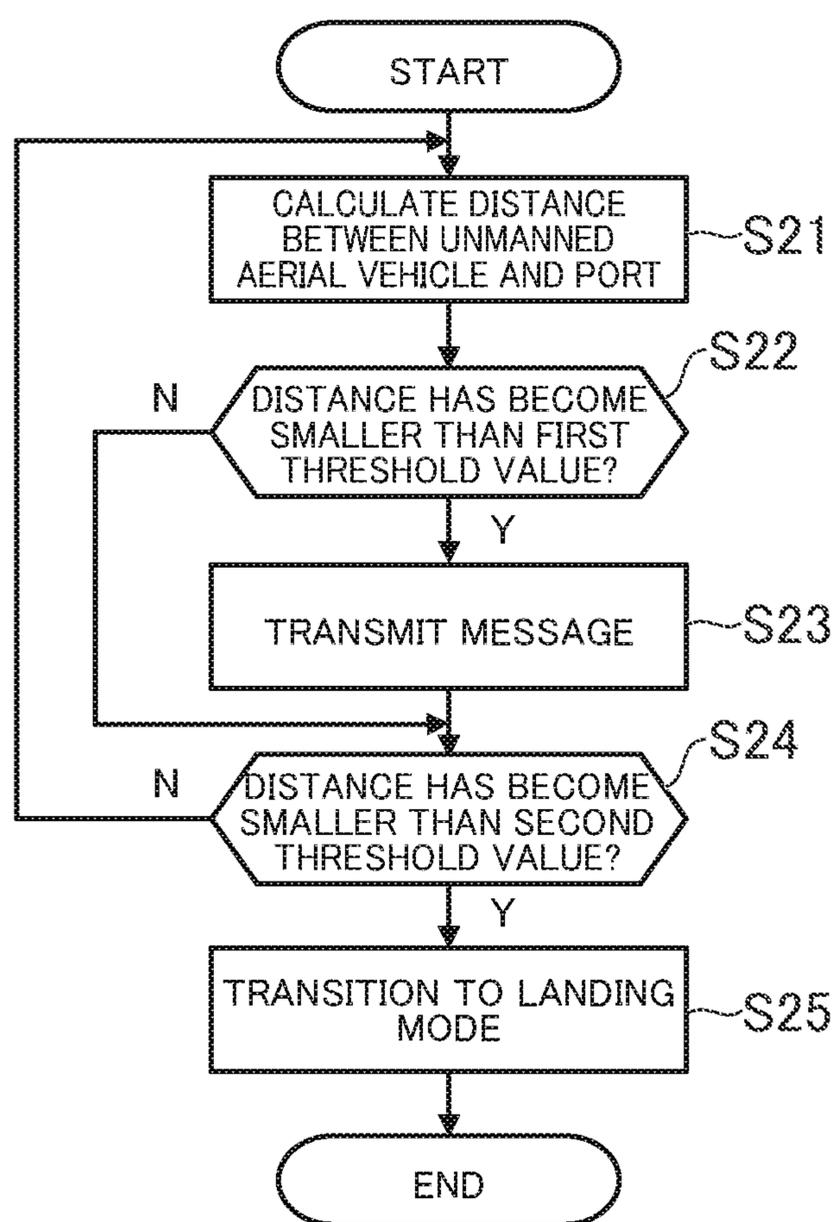 START
CALCULATE DISTANCE
BETWEEN UNMANNED
AERIAL VEHICLE AND PORT
S21
S22
N
DISTANCE HAS BECOME
SMALLER THAN FIRST
THRESHOLD VALUE?
Y
TRANSMIT MESSAGE
S23
S24
N
DISTANCE HAS BECOME
SMALLER THAN SECOND
THRESHOLD VALUE?
Y
TRANSITION TO LANDING
MODE
S25
END